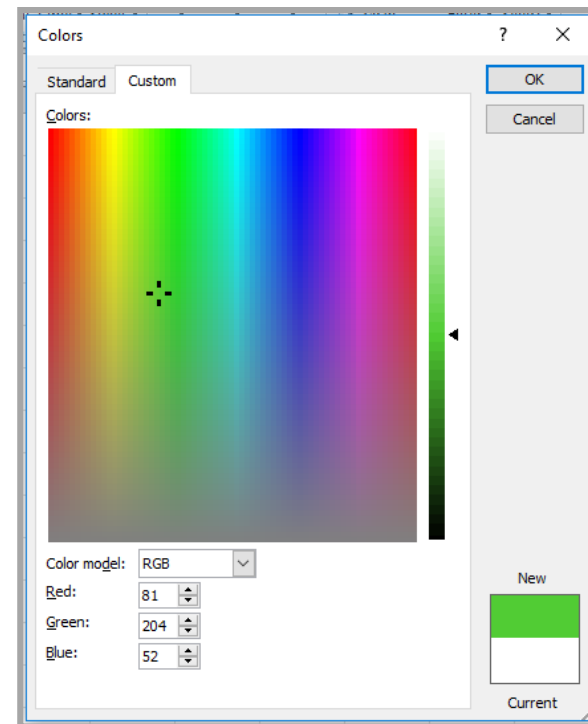 Colors ?
Standard Custom OK
Colors: Cancel
Color model: RGB
Red: 81
Green: 204
Blue: 52
New
Current